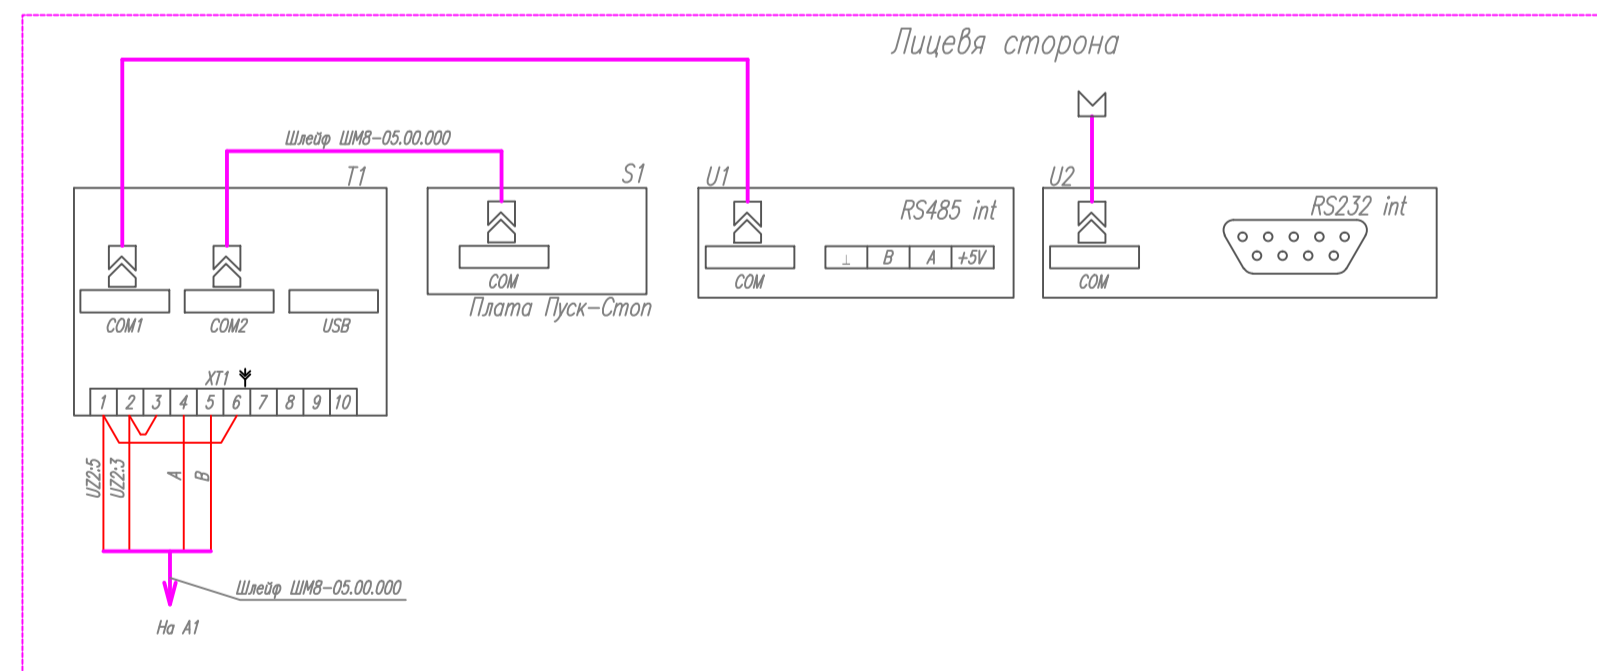 Лицевя сторона
Шлейф ШМ8-05.00.000
T1
S1
U1
U2
RS485 int
RS232 int
⊥ B A +5V
COM
COM
COM
Плата Пуск-Стоп
COM1 COM2 USB
XT1
1 2 3 4 5 6 7 8 9 10
UZ2:5
UZ2:3
A
B
Шлейф ШМ8-05.00.000
На A1